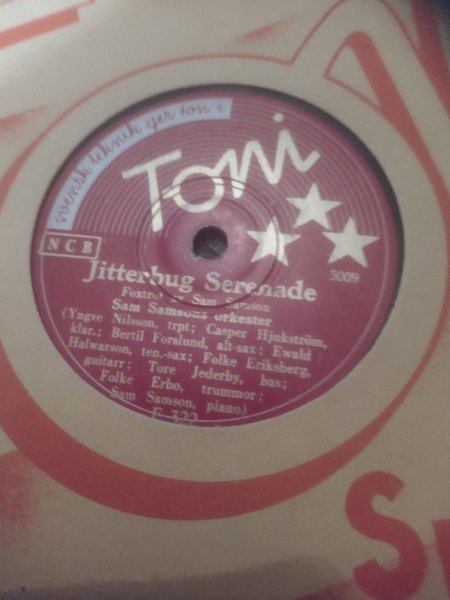 svensk teknik ger ton i
Toni
NCB
3009
Jitterbug Serenade
Foxtrot av Sam Samson
Sam Samsons orkester
(Yngve Nilsson, trpt; Casper Hjukström,
klar.; Bertil Forslund, alt-sax; Ewald
Halwarson, ten.-sax; Folke Eriksberg,
guitarr; Tore Jederby, bas;
Folke Erbo, trummor;
Sam Samson, piano)
F 322